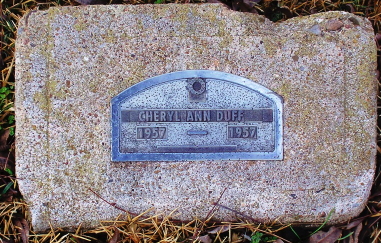 CHERYL ANN DUFF
1957 — 1957